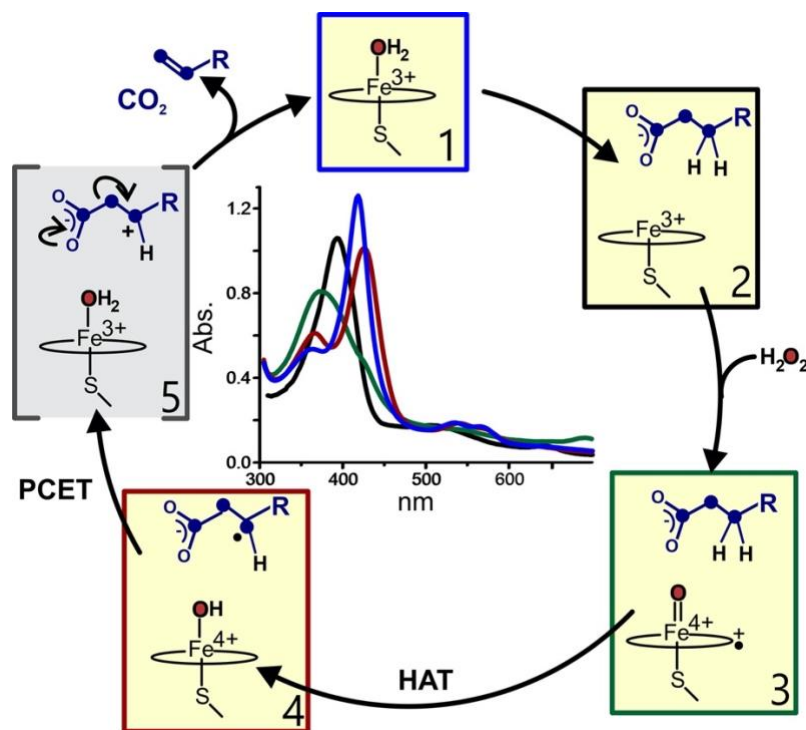 R
CO₂
OH₂
Fe³⁺
S
1
O
O
-
R
H H
Fe³⁺
S
2
H₂O₂
O
O
-
R
H H
O
Fe⁴⁺
+
•
S
3
HAT
O
O
-
R
•
H
OH
Fe⁴⁺
S
4
PCET
O
O
-
R
+
H
OH₂
Fe³⁺
S
5
Abs.
1.2
0.8
0.4
0.0
300 400 500 600
nm